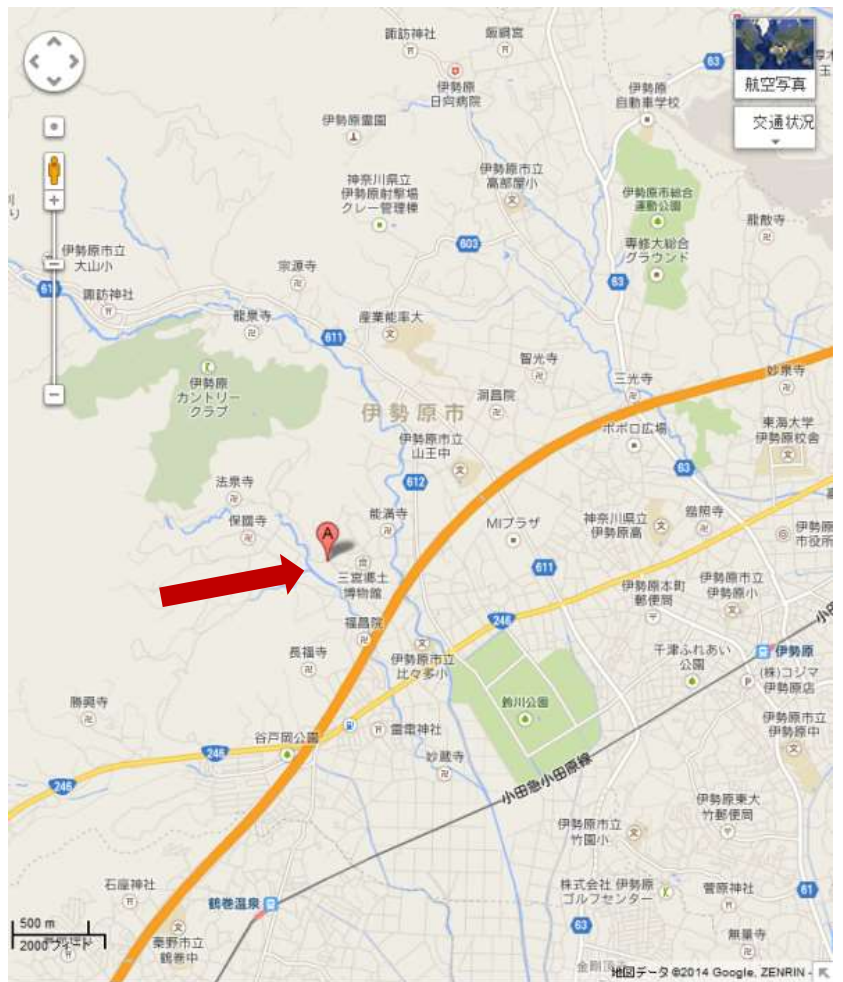 諏訪神社
飯綱宮
63
伊勢原
日向病院
伊勢原
自動車学校
航空写真
交通状況
伊勢原霊園
神奈川県立
伊勢原射撃場
クレー管理棟
伊勢原市立
高部屋小
伊勢原市総合
運動公園
龍散寺
603
専修大総合
グラウンド
伊勢原市立
大山小
宗源寺
63
諏訪神社
龍泉寺
産業能率大
611
智光寺
妙泉寺
伊勢原
カントリー
クラブ
三光寺
洞昌院
伊勢原市
東海大学
伊勢原校舎
ポポロ広場
伊勢原市立
山王中
63
法泉寺
612
能満寺
保國寺
MIプラザ
神奈川県立
伊勢原高
伊勢原
市役所
A
三宮郷土
博物館
611
伊勢原本町
郵便局
伊勢原市立
伊勢原小
福昌院
246
長福寺
伊勢原市立
比々多小
千津ふれあい
公園
伊勢原
(株)コジマ
伊勢原店
勝興寺
鈴川公園
伊勢原市立
伊勢原中
谷戸岡公園
雷電神社
246
妙蔵寺
246
小田急小田原線
伊勢原東大
竹郵便局
伊勢原市立
竹園小
石座神社
株式会社 伊勢原
ゴルフセンター
菅原神社
61
鶴巻温泉
500 m
63
無量寺
2000 フィート
秦野市立
鶴巻中
地図データ ©2014 Google, ZENRIN -